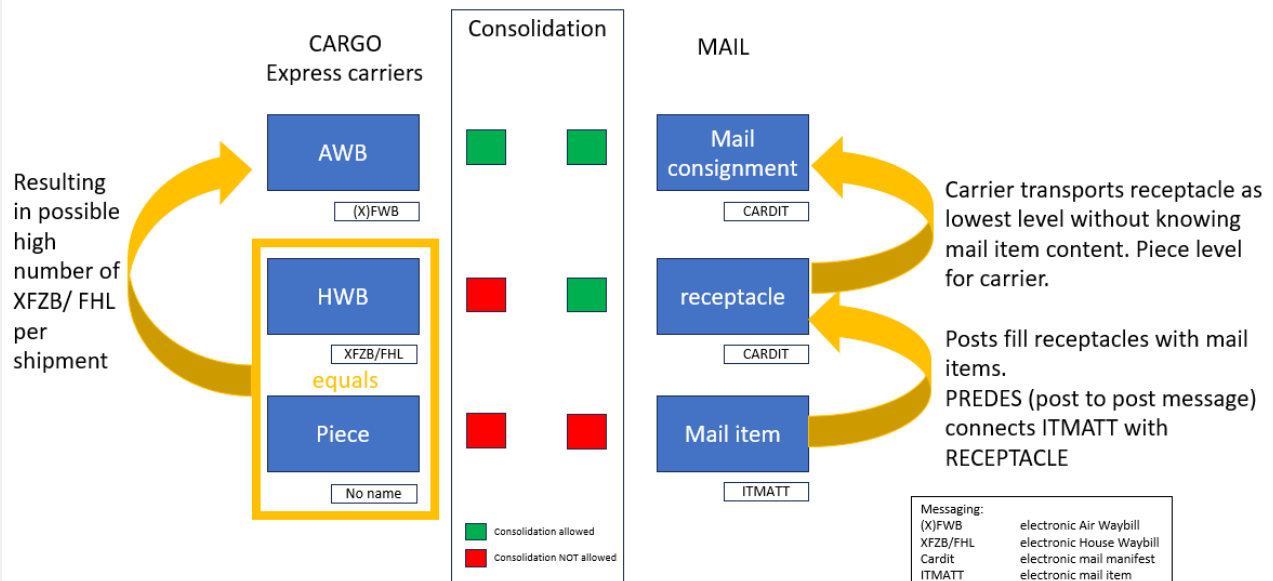 CARGO
Express carriers
Consolidation
MAIL
AWB
(X)FWB
Mail
consignment
CARDIT
Resulting
in possible
high
number of
XFZB/ FHL
per
shipment
HWB
XFZB/FHL
equals
Piece
No name
receptacle
CARDIT
Mail item
ITMATT
Carrier transports receptacle as
lowest level without knowing
mail item content. Piece level
for carrier.
Posts fill receptacles with mail
items.
PREDES (post to post message)
connects ITMATT with
RECEPTACLE
Consolidation allowed
Consolidation NOT allowed
Messaging:
(X)FWB electronic Air Waybill
XFZB/FHL electronic House Waybill
Cardit electronic mail manifest
ITMATT electronic mail item